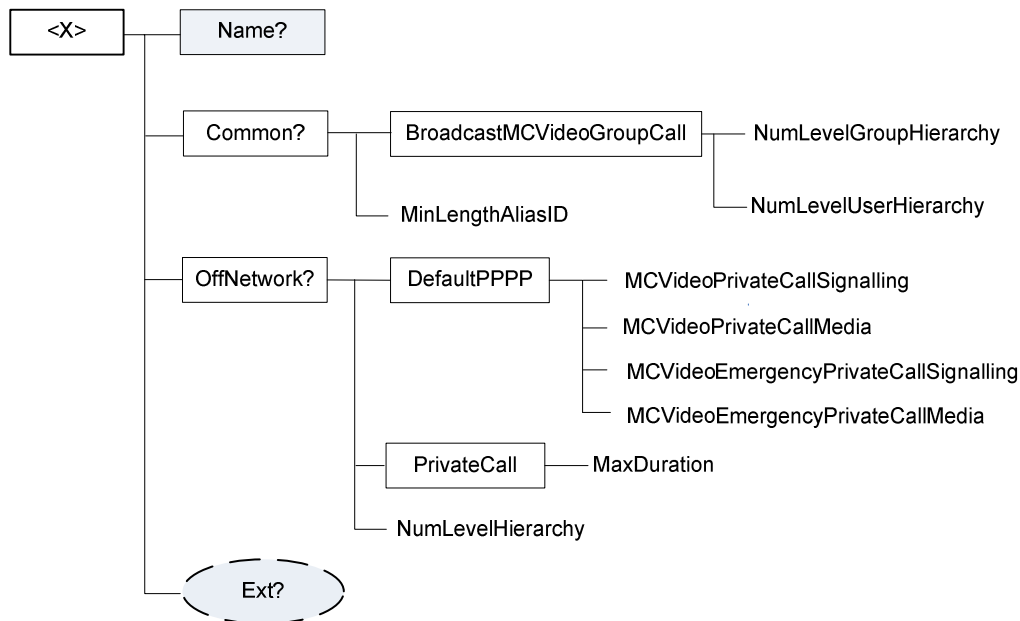 <X>
Name?
Common?
BroadcastMCVideoGroupCall
NumLevelGroupHierarchy
NumLevelUserHierarchy
MinLengthAliasID
OffNetwork?
DefaultPPPP
MCVideoPrivateCallSignalling
MCVideoPrivateCallMedia
MCVideoEmergencyPrivateCallSignalling
MCVideoEmergencyPrivateCallMedia
PrivateCall
MaxDuration
NumLevelHierarchy
Ext?